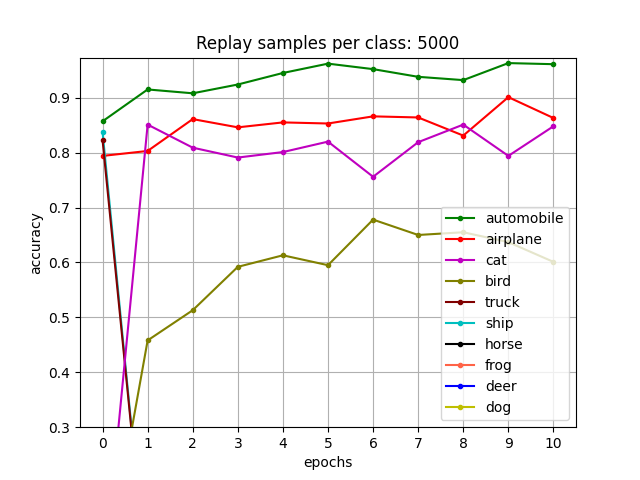 Replay samples per class: 5000
accuracy
0.9
0.8
0.7
0.6
0.5
0.4
0.3
automobile
airplane
cat
bird
truck
ship
horse
frog
deer
dog
0 1 2 3 4 5 6 7 8 9 10
epochs